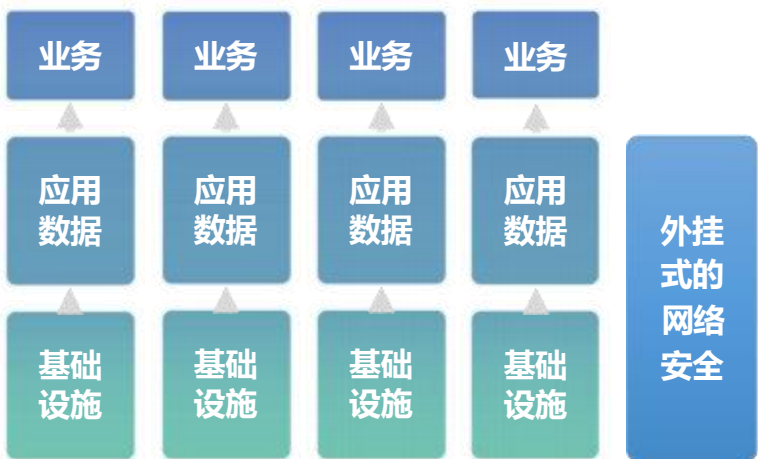 业务
业务
业务
业务
应用
数据
应用
数据
应用
数据
应用
数据
外挂
式的
网络
安全
基础
设施
基础
设施
基础
设施
基础
设施